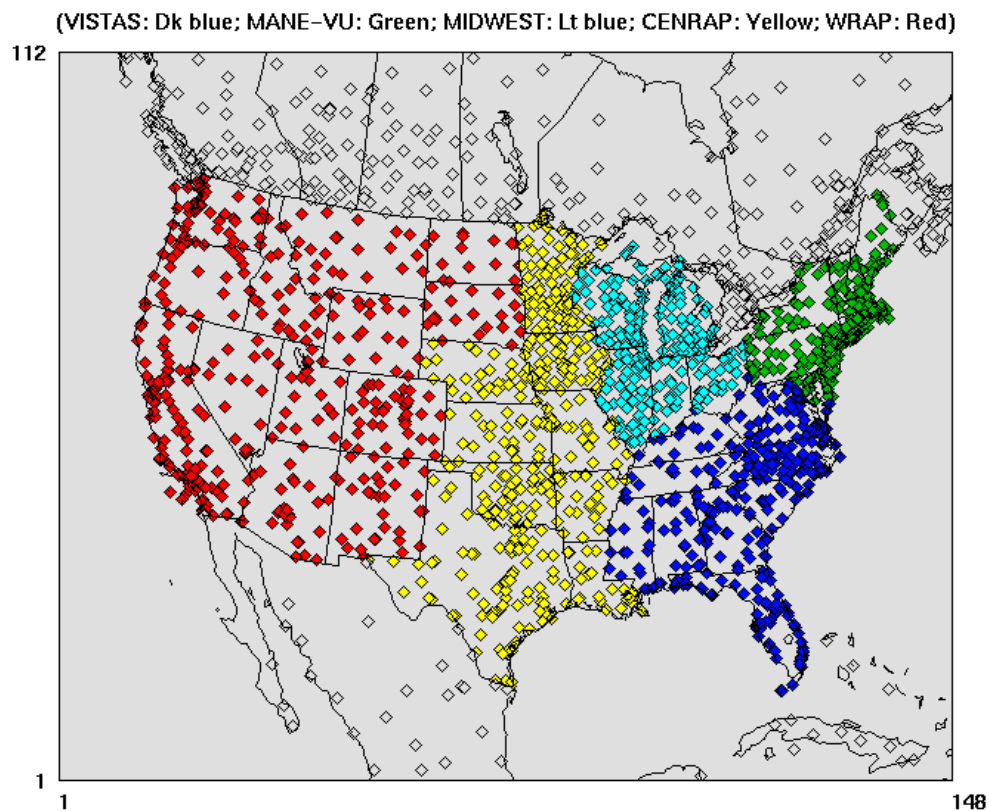 (VISTAS: Dk blue; MANE-VU: Green; MIDWEST: Lt blue; CENRAP: Yellow; WRAP: Red)
112
1
1
148